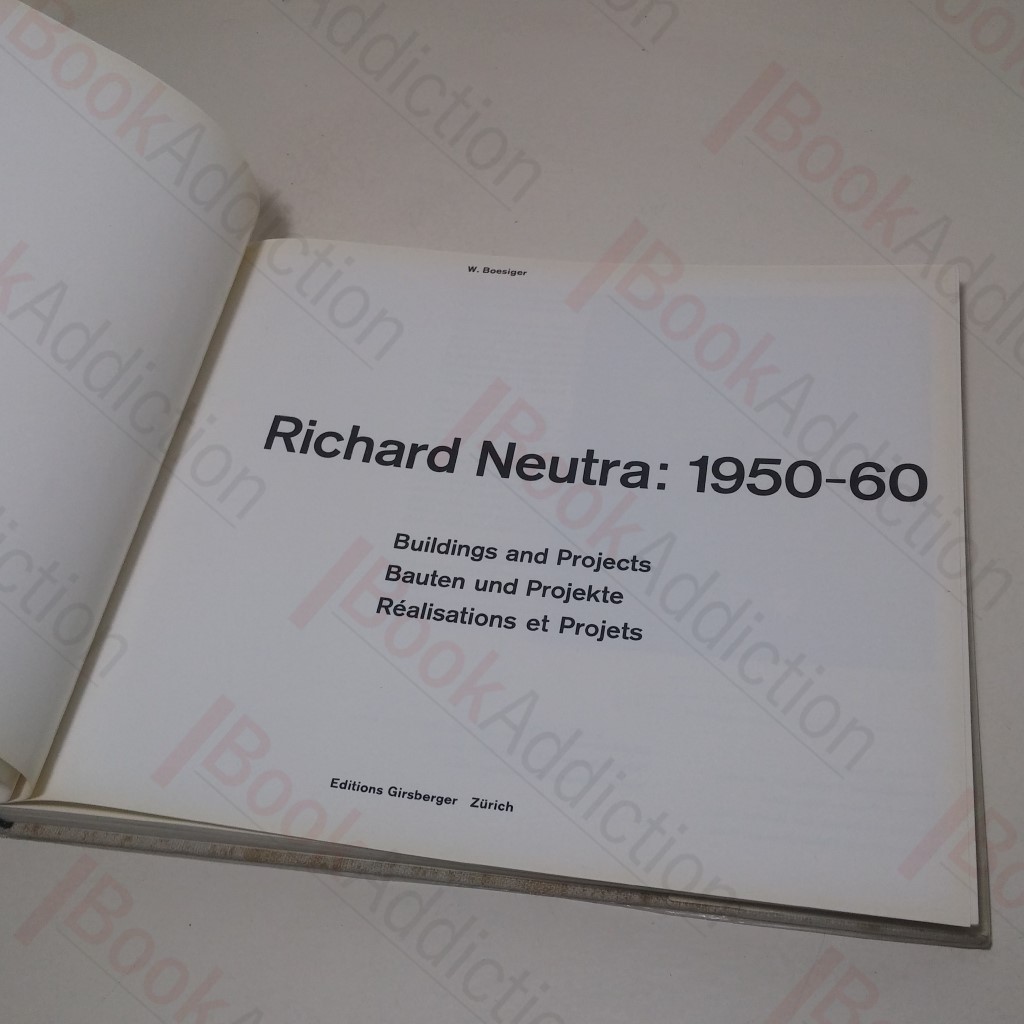 W. Boesiger
Richard Neutra: 1950-60
Buildings and Projects
Bauten und Projekte
Réalisations et Projets
Editions Girsberger Zürich
BookAddiction